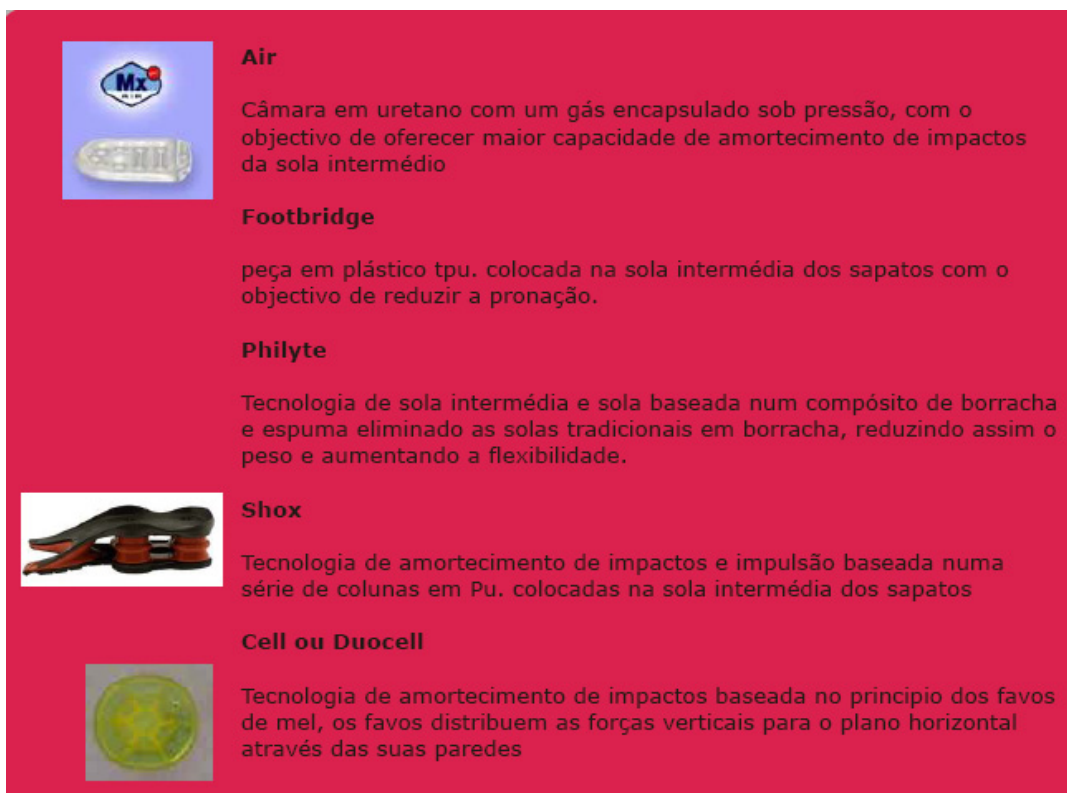 Mx
Air
Câmara em uretano com um gás encapsulado sob pressão, com o
objectivo de oferecer maior capacidade de amortecimento de impactos
da sola intermédio
Footbridge
peça em plástico tpu. colocada na sola intermédia dos sapatos com o
objectivo de reduzir a pronação.
Philyte
Tecnologia de sola intermédia e sola baseada num compósito de borracha
e espuma eliminado as solas tradicionais em borracha, reduzindo assim o
peso e aumentando a flexibilidade.
Shox
Tecnologia de amortecimento de impactos e impulsão baseada numa
série de colunas em Pu. colocadas na sola intermédia dos sapatos
Cell ou Duocell
Tecnologia de amortecimento de impactos baseada no principio dos favos
de mel, os favos distribuem as forças verticais para o plano horizontal
através das suas paredes